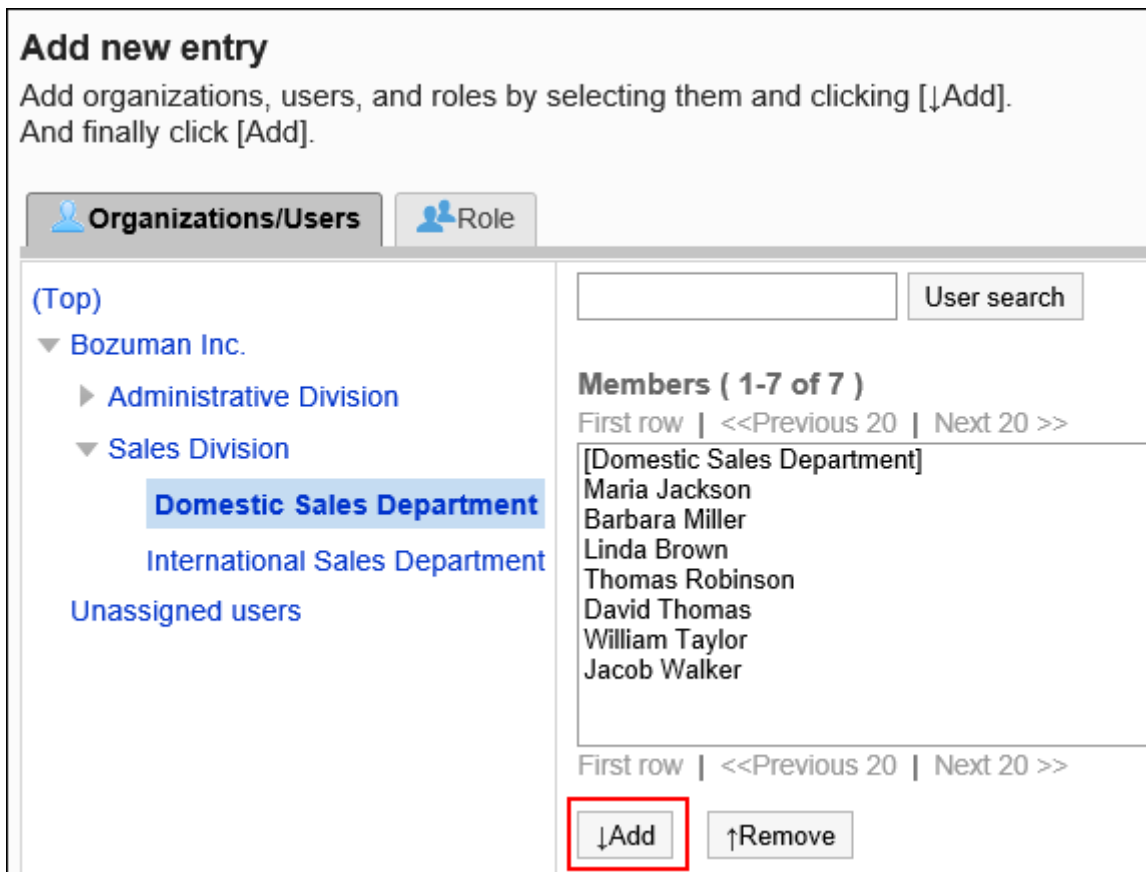 Add new entry
Add organizations, users, and roles by selecting them and clicking [↓Add].
And finally click [Add].
Organizations/Users
Role
(Top)
Bozuman Inc.
Administrative Division
Sales Division
Domestic Sales Department
International Sales Department
Unassigned users
User search
Members ( 1-7 of 7 )
First row | <<Previous 20 | Next 20 >>
[Domestic Sales Department]
Maria Jackson
Barbara Miller
Linda Brown
Thomas Robinson
David Thomas
William Taylor
Jacob Walker
First row | <<Previous 20 | Next 20 >>
↓Add
↑Remove